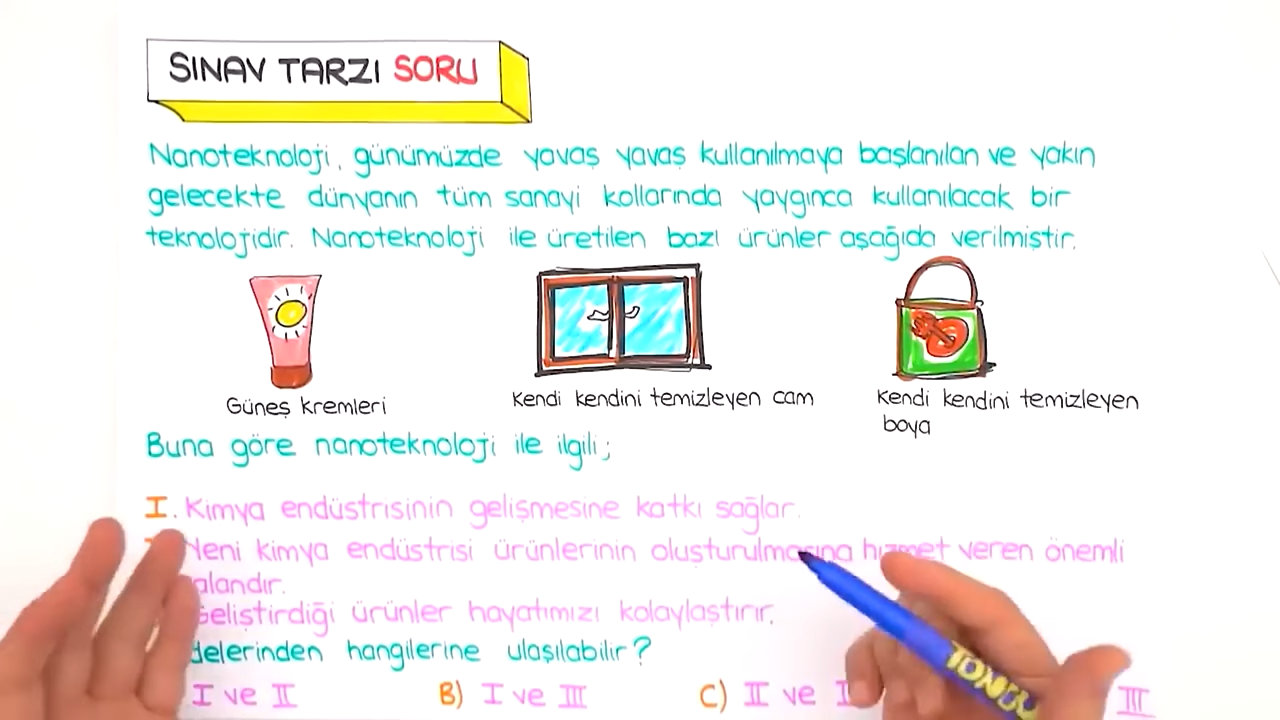 SINAV TARZI SORU
Nanoteknoloji, günümüzde yavaş yavaş kullanılmaya başlanılan ve yakın
gelecekte dünyanın tüm sanayi kollarında yaygınca kullanılacak bir
teknolojidir. Nanoteknoloji ile üretilen bazı ürünler aşağıda verilmiştir.
Güneş kremleri
Kendi kendini temizleyen cam
Kendi kendini temizleyen
boya
Buna göre nanoteknoloji ile ilgili;
I. Kimya endüstrisinin gelişmesine katkı sağlar.
Yeni kimya endüstrisi ürünlerinin oluşturulmasına hizmet veren önemli
alandır.
Geliştirdiği ürünler hayatımızı kolaylaştırır.
hangilerine ulaşılabilir?
I ve II B) I ve III C) II ve III